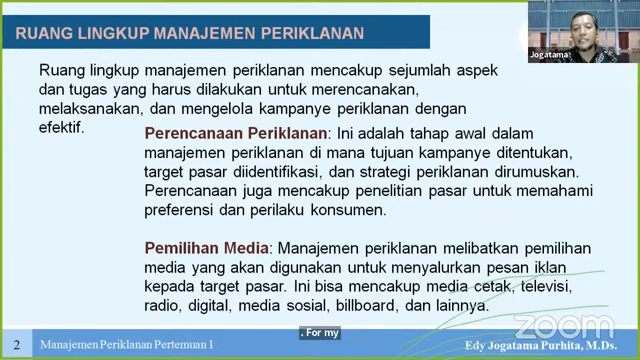 RUANG LINGKUP MANAJEMEN PERIKLANAN
Jogatama
Ruang lingkup manajemen periklanan mencakup sejumlah aspek
dan tugas yang harus dilakukan untuk merencanakan,
melaksanakan, dan mengelola kampanye periklanan dengan
efektif.
Perencanaan Periklanan: Ini adalah tahap awal dalam
manajemen periklanan di mana tujuan kampanye ditentukan,
target pasar diidentifikasi, dan strategi periklanan dirumuskan.
Perencanaan juga mencakup penelitian pasar untuk memahami
preferensi dan perilaku konsumen.
Pemilihan Media: Manajemen periklanan melibatkan pemilihan
media yang akan digunakan untuk menyalurkan pesan iklan
kepada target pasar. Ini bisa mencakup media cetak, televisi,
radio, digital, media sosial, billboard, dan lainnya.
zoom
. For my
2 Manajemen Periklanan Pertemuan 1
Edy Jogatama Purhita, M.Ds.